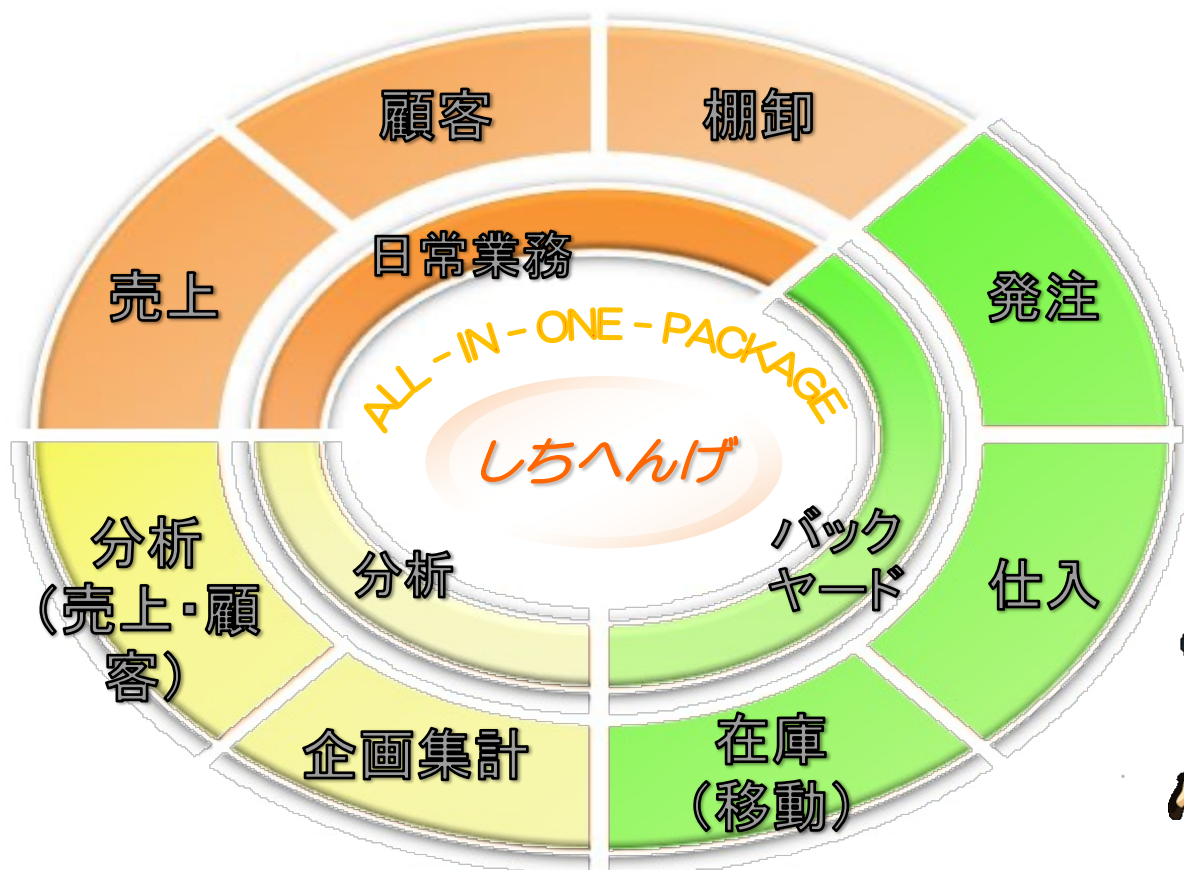 顧客
棚卸
売上
日常業務
発注
ALL-IN-ONE-PACKAGE
しちへんげ
分析
(売上・顧
客)
分析
バック
ヤード
仕入
企画集計
在庫
(移動)